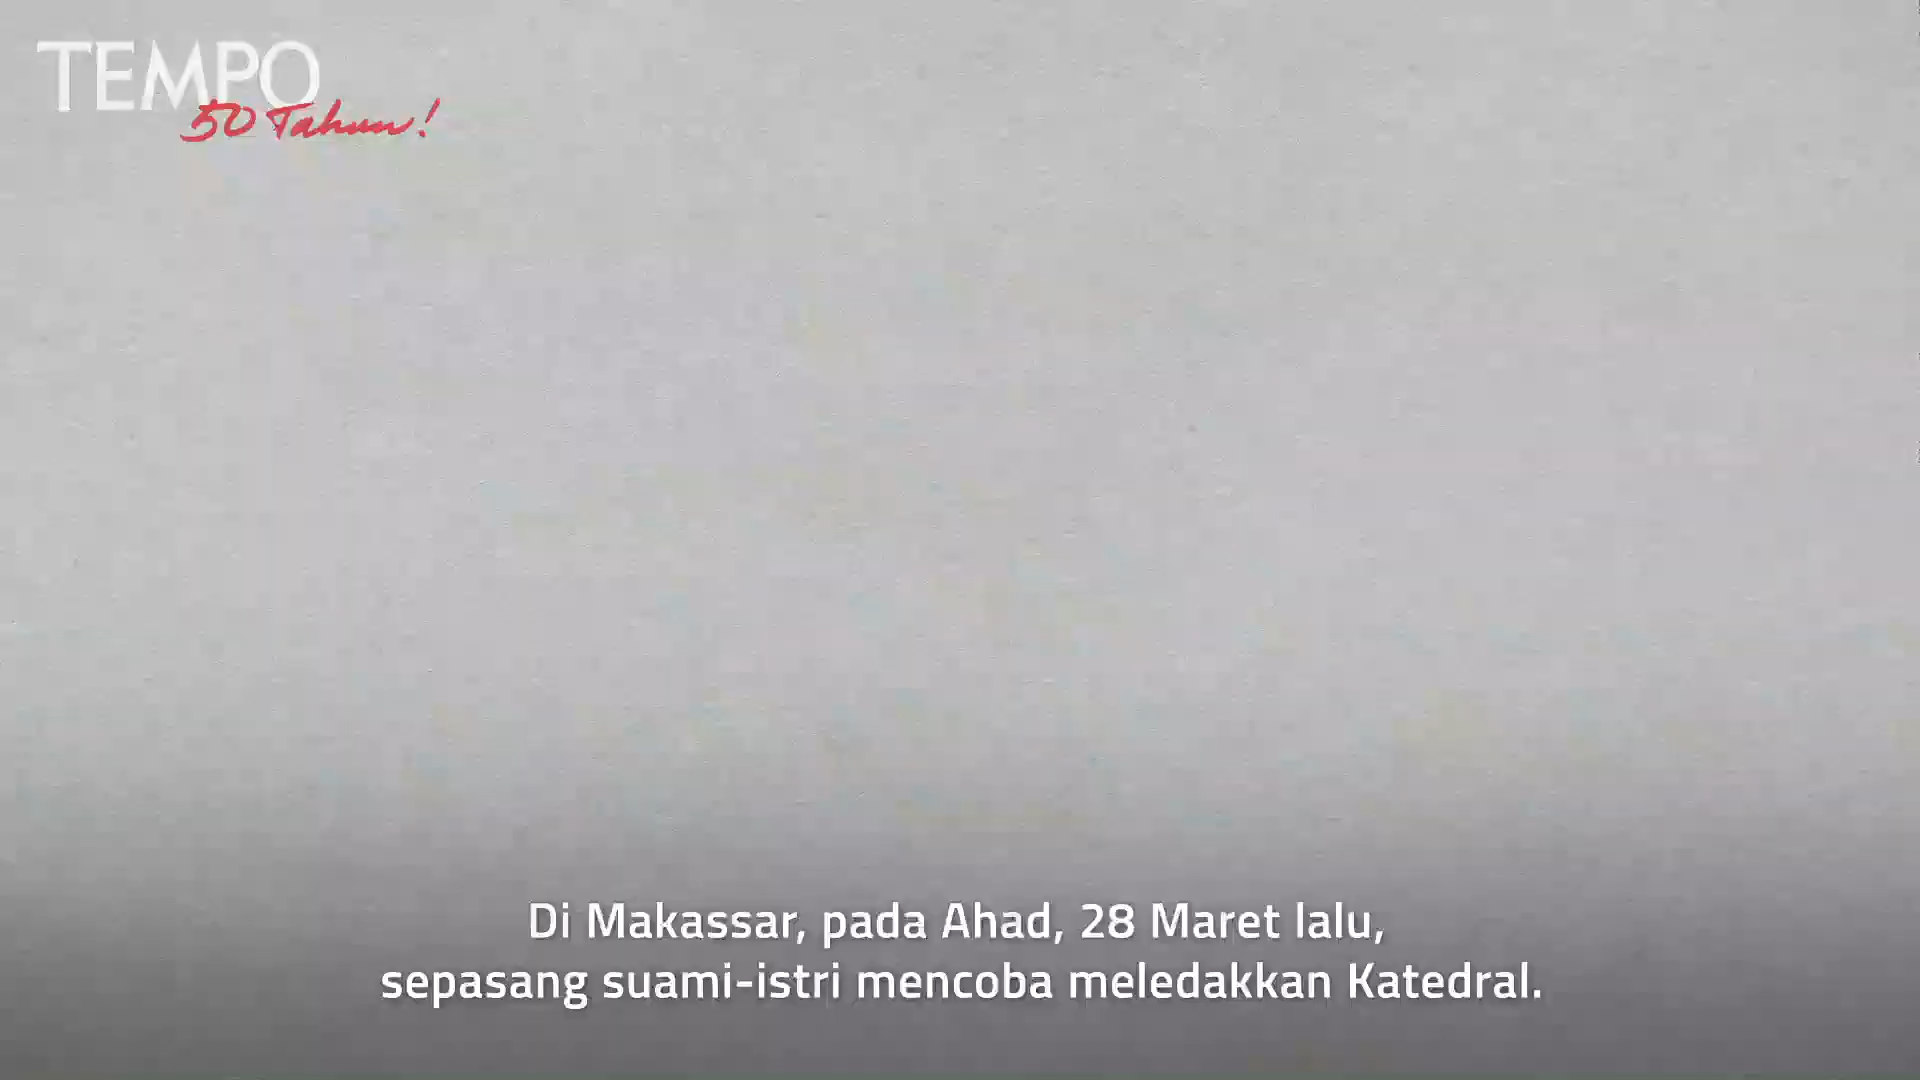 TEMPO
50 Tahun!
Di Makassar, pada Ahad, 28 Maret lalu,
sepasang suami-istri mencoba meledakkan Katedral.